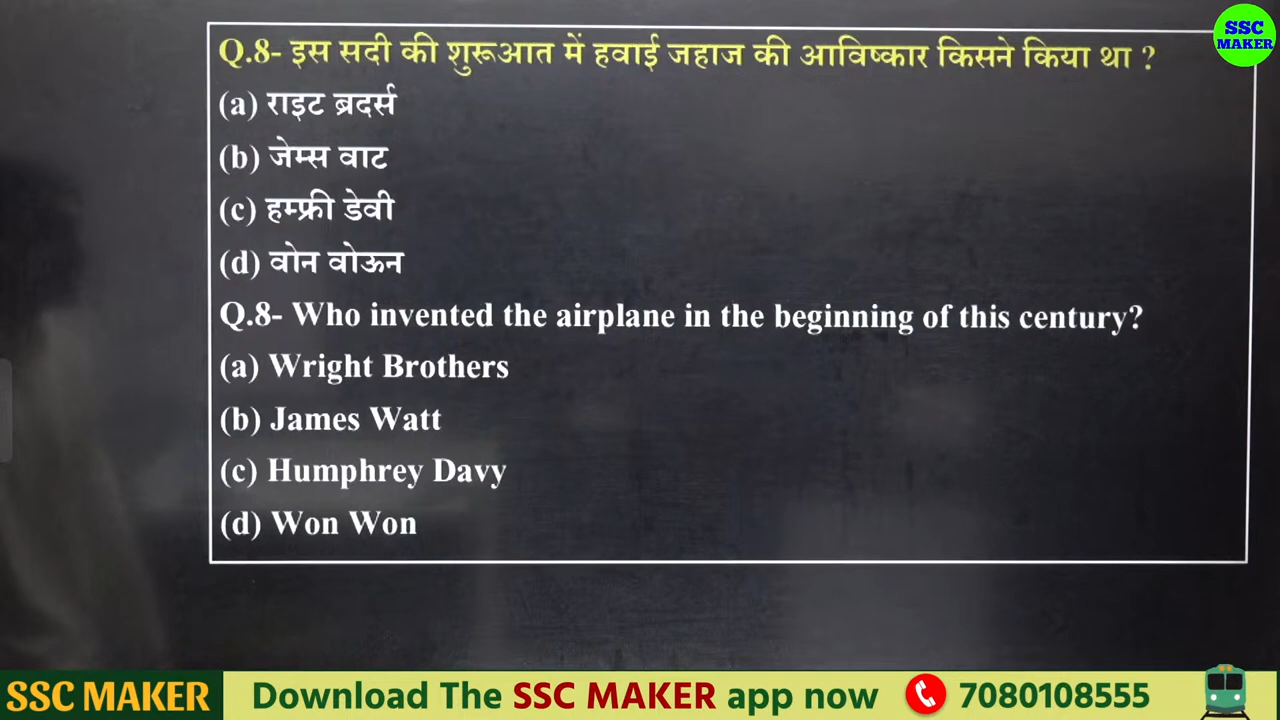 SSC
MAKER
Q.8- इस सदी की शुरूआत में हवाई जहाज की आविष्कार किसने किया था ?
(a) राइट ब्रदर्स
(b) जेम्स वाट
(c) हम्फ्री डेवी
(d) वोन वोऊन
Q.8- Who invented the airplane in the beginning of this century?
(a) Wright Brothers
(b) James Watt
(c) Humphrey Davy
(d) Won Won
SSC MAKER Download The SSC MAKER app now 7080108555